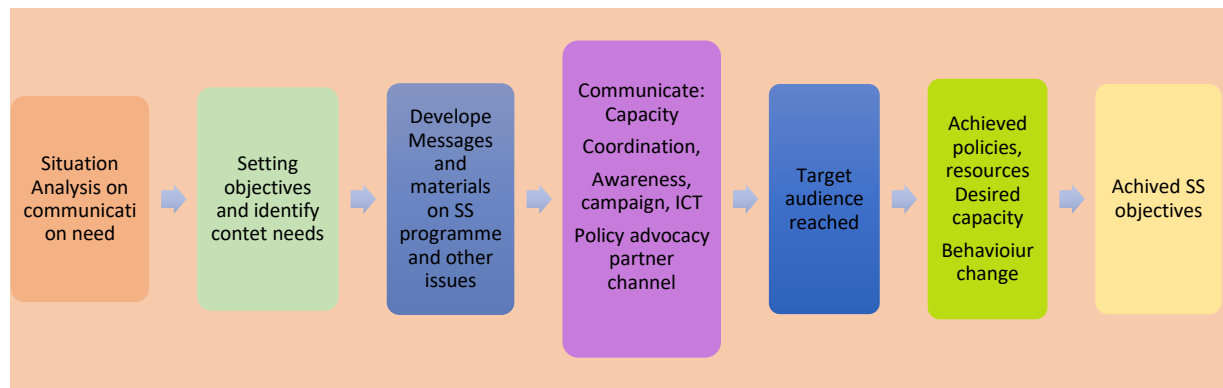 Situation
Analysis on
communicati
on need
Setting
objectives
and identify
contet needs
Develope
Messages
and
materials
on SS
programme
and other
issues
Communicate:
Capacity
Coordination,
Awareness,
campaign, ICT
Policy advocacy
partner
channel
Target
audience
reached
Achieved
policies,
resources
Desired
capacity
Behavioiur
change
Achived SS
objectives